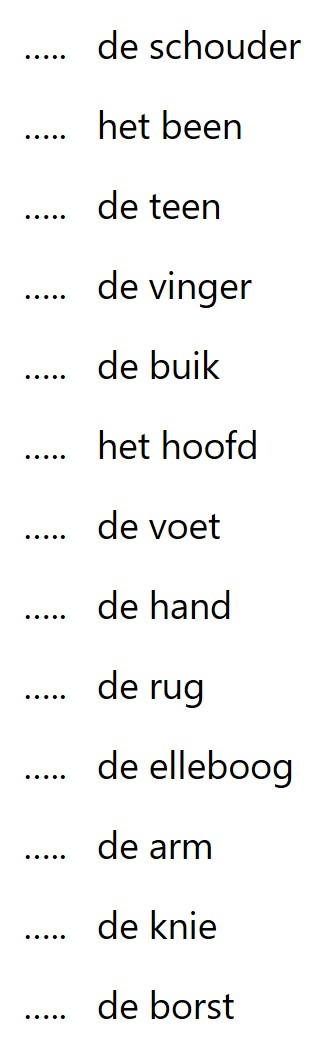 ..... de schouder
..... het been
..... de teen
..... de vinger
..... de buik
..... het hoofd
..... de voet
..... de hand
..... de rug
..... de elleboog
..... de arm
..... de knie
..... de borst